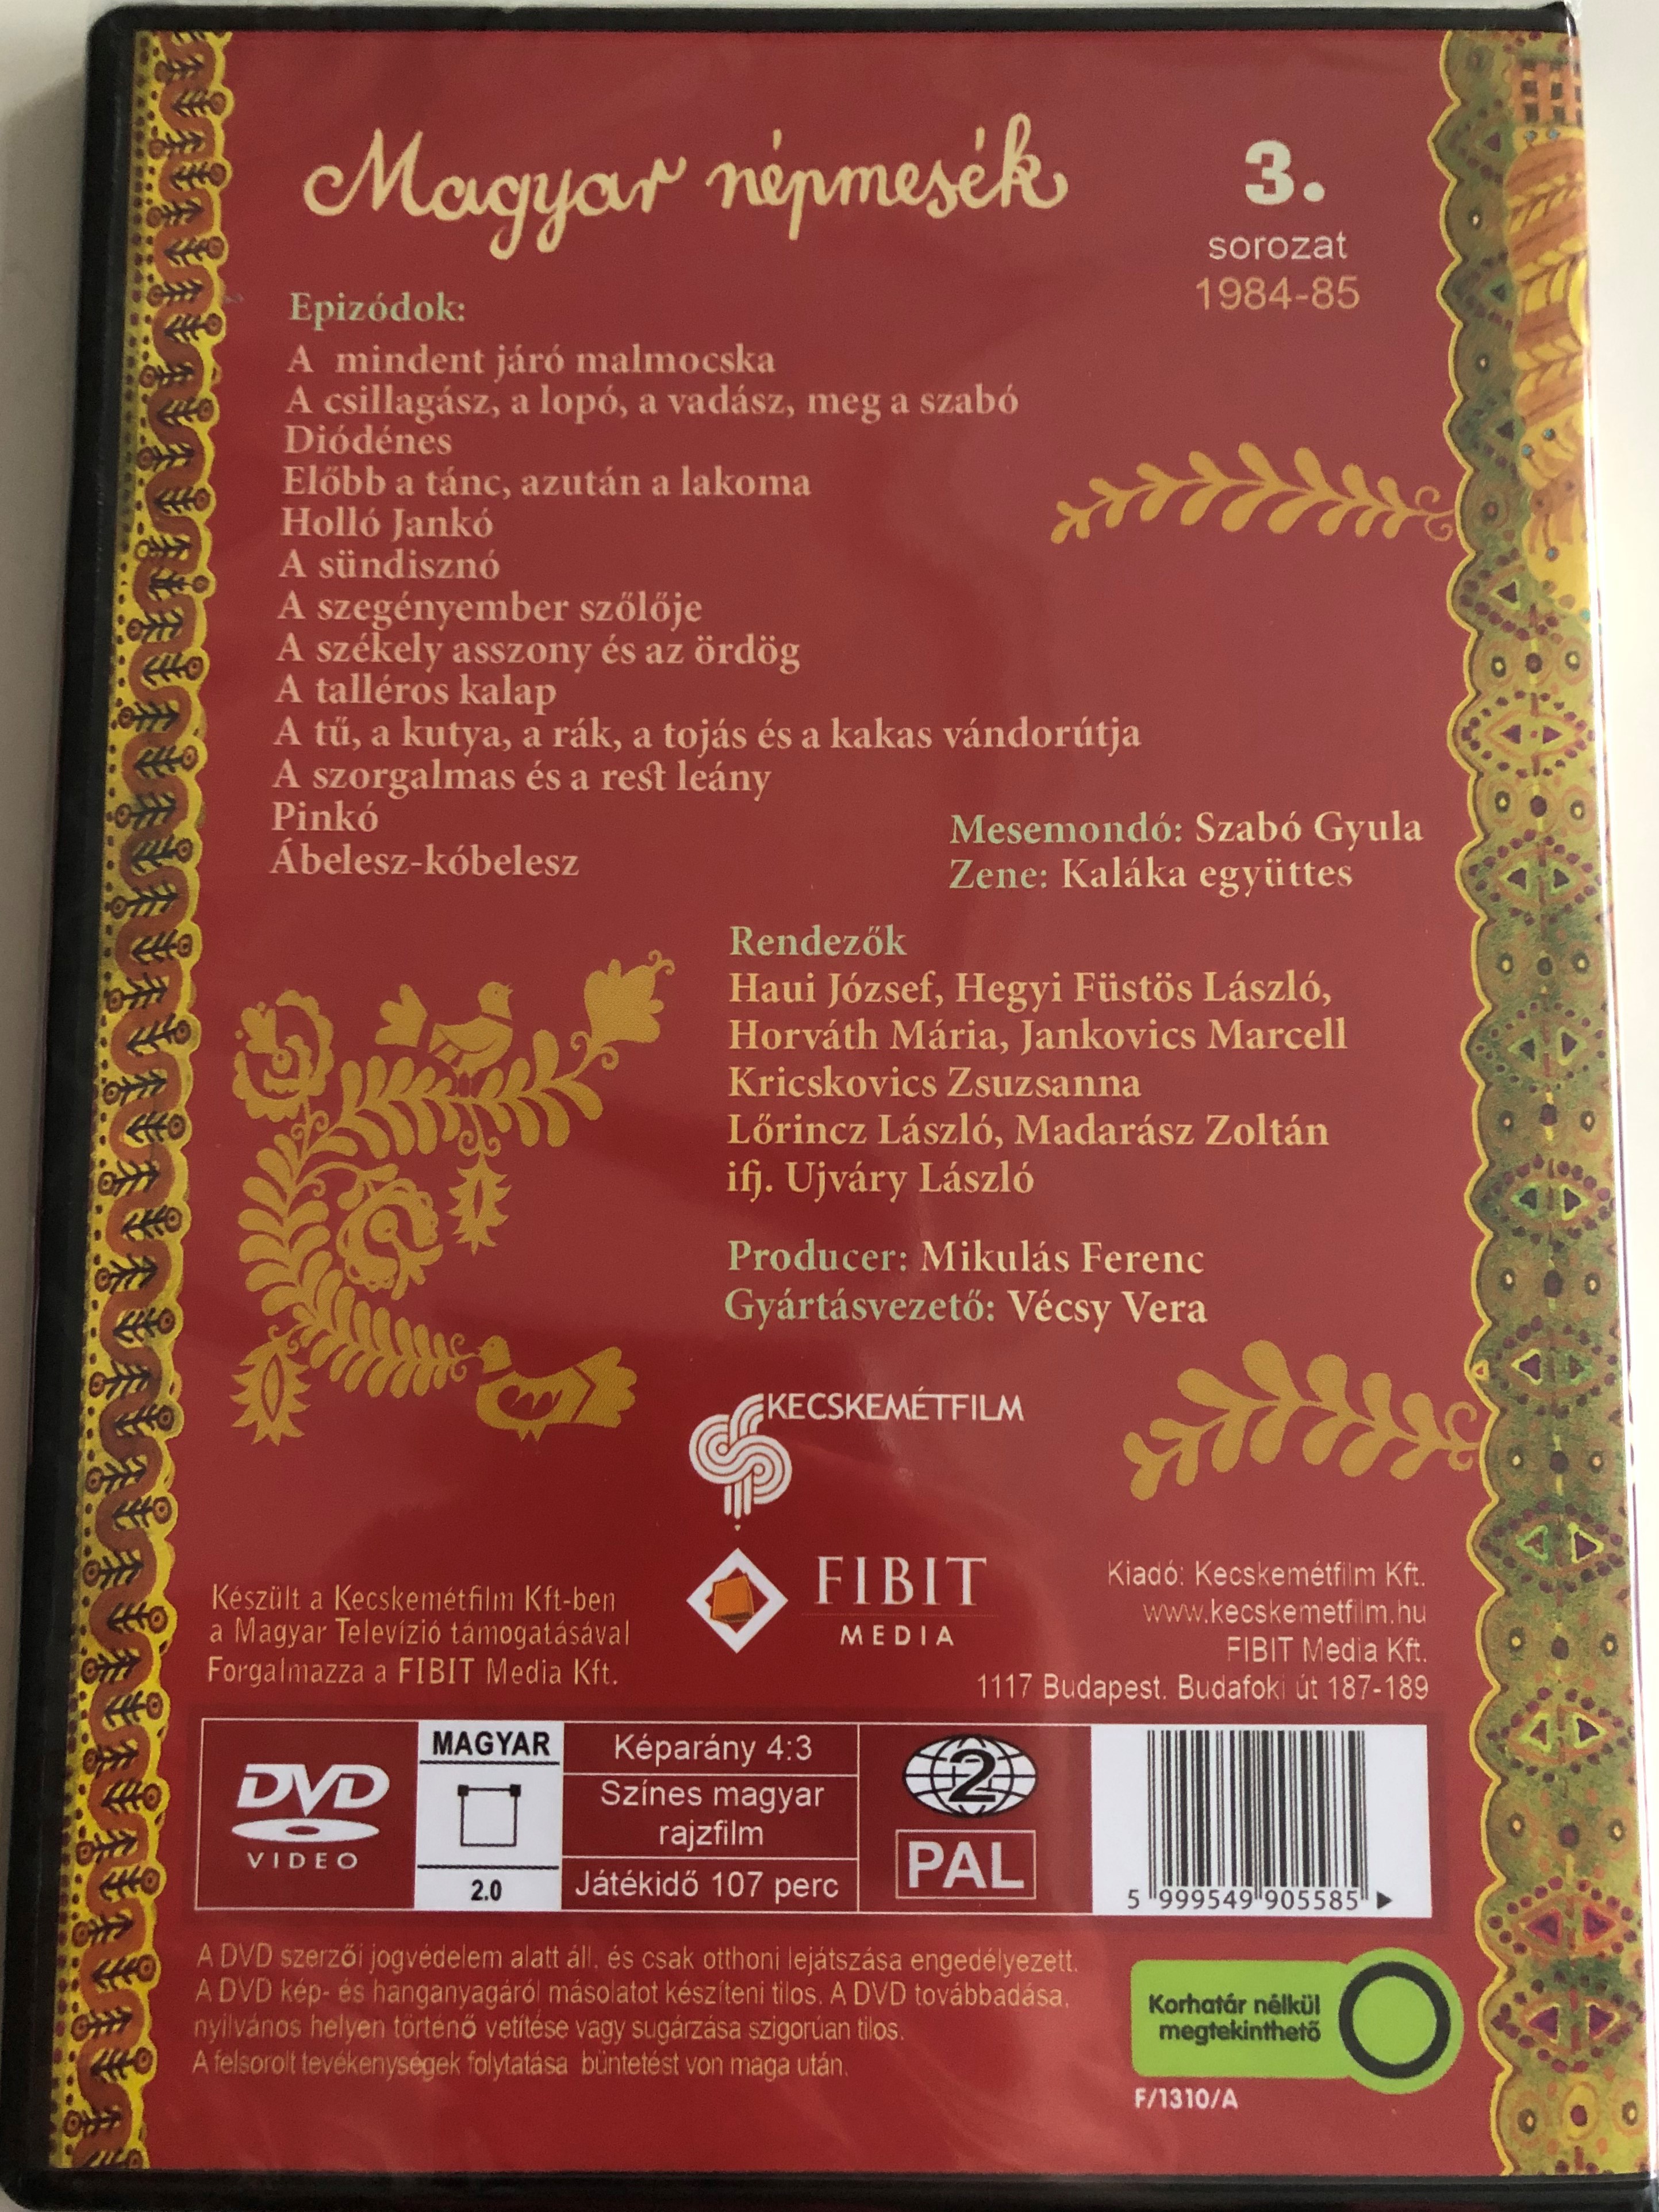 Magyar népmesék
3.
sorozat
1984-85
Epizódok:
A mindent járó malmocska
A csillagász, a lopó, a vadász, meg a szabó
Diódénes
Előbb a tánc, azután a lakoma
Holló Jankó
A sündisznó
A szegényember szőlője
A székely asszony és az ördög
A talléros kalap
A tű, a kutya, a rák, a tojás és a kakas vándorútja
A szorgalmas és a rest leány
Pinkó
Ábelesz-kóbelesz
Mesemondó: Szabó Gyula
Zene: Kaláka együttes
Rendezők
Haui József, Hegyi Füstös László,
Horváth Mária, Jankovics Marcell
Kricskovics Zsuzsanna
Lőrincz László, Madarász Zoltán
ifj. Ujváry László
Producer: Mikulás Ferenc
Gyártásvezető: Vécsy Vera
KECSKEMÉTFILM
Készült a Kecskemétfilm Kft-ben
a Magyar Televízió támogatásával
Forgalmazza a FIBIT Media Kft.
FIBIT
MEDIA
Kiadó: Kecskemétfilm Kft.
www.kecskemetfilm.hu
FIBIT Media Kft.
1117 Budapest. Budafoki út 187-189
DVD
VIDEO
MAGYAR
2.0
Képarány 4:3
Színes magyar
rajzfilm
Játékidő 107 perc
2
PAL
5 999549 905585
A DVD szerzői jogvédelem alatt áll, és csak otthoni lejátszása engedélyezett.
A DVD kép- és hanganyagáról másolatot készíteni tilos. A DVD továbbadása,
nyilvános helyen történő vetítése vagy sugárzása szigorúan tilos.
A felsorolt tevékenységek folytatása büntetést von maga után.
Korhatár nélkül
megtekinthető
F/1310/A